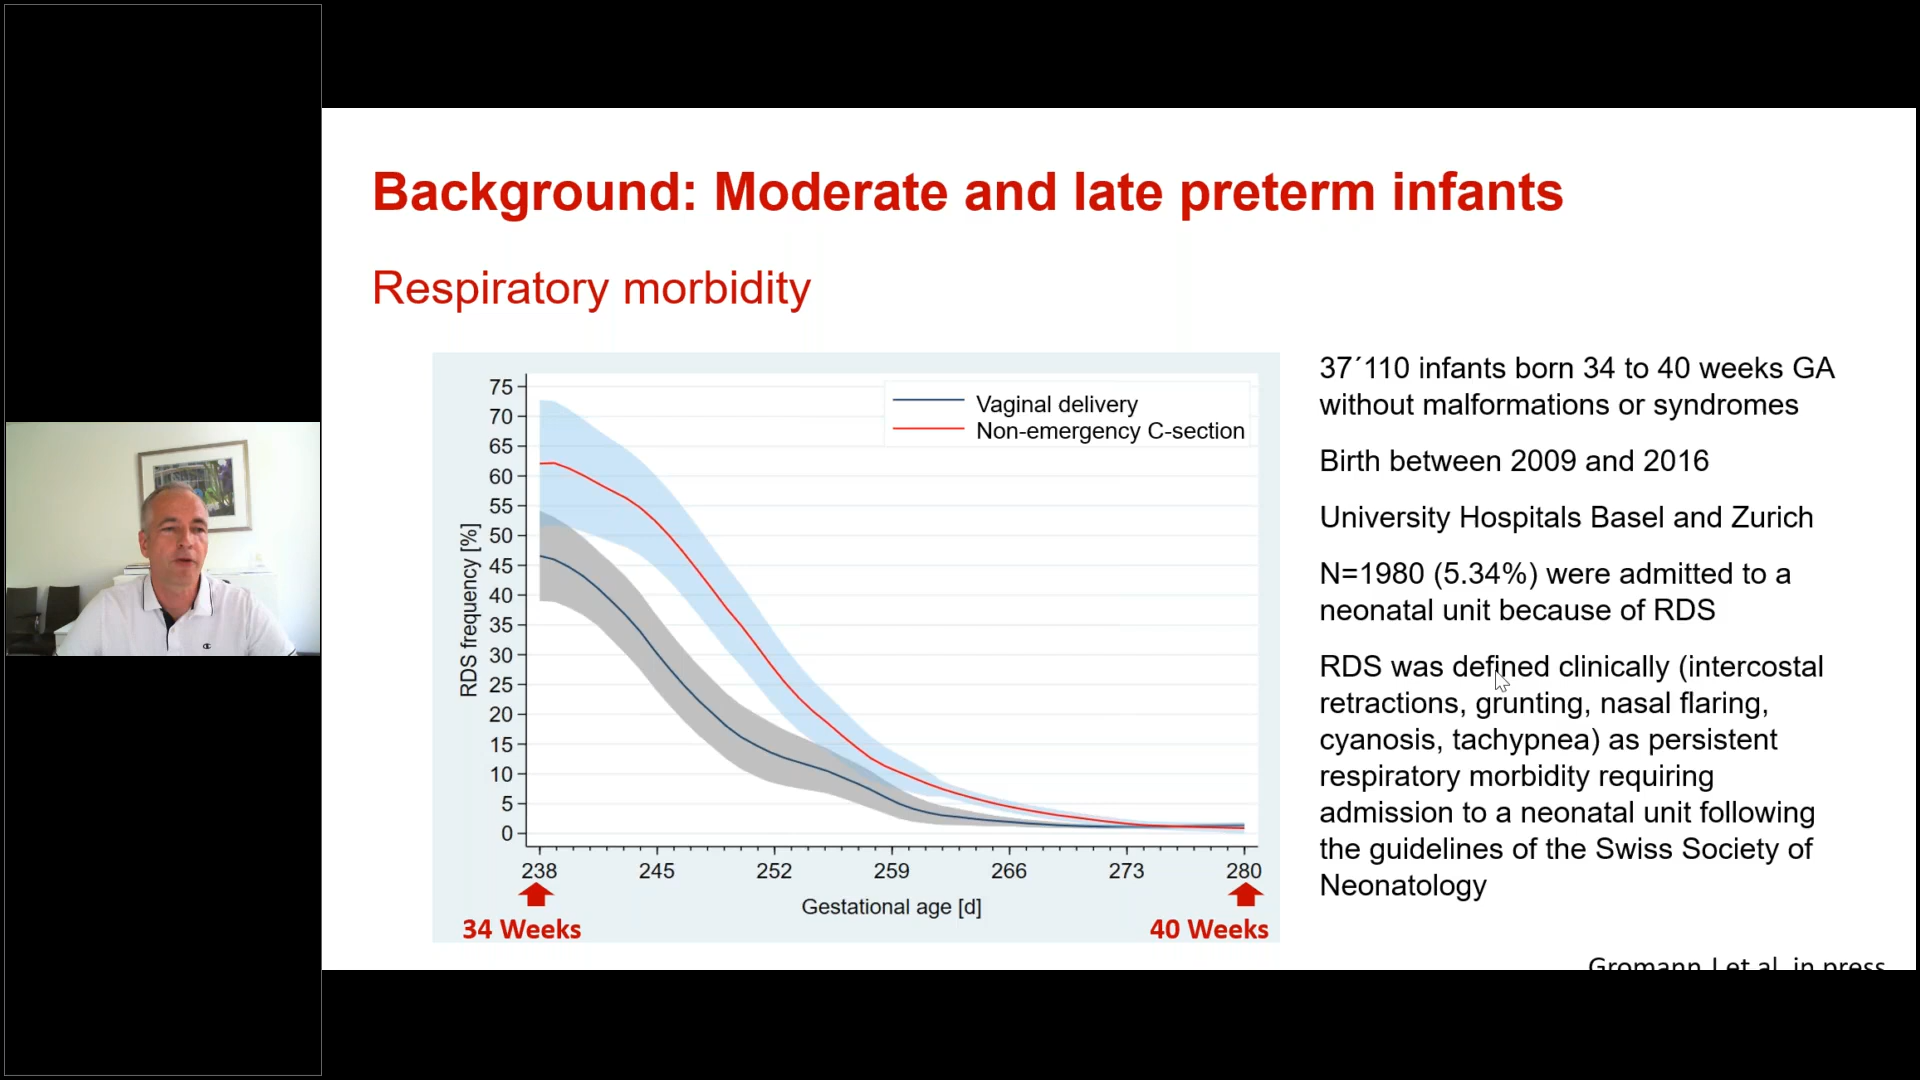 Background: Moderate and late preterm infants
Respiratory morbidity
75
70
65
60
55
50
45
40
35
30
25
20
15
10
5
0
RDS frequency [%]
Vaginal delivery
Non-emergency C-section
238 245 252 259 266 273 280
Gestational age [d]
34 Weeks 40 Weeks
37´110 infants born 34 to 40 weeks GA
without malformations or syndromes
Birth between 2009 and 2016
University Hospitals Basel and Zurich
N=1980 (5.34%) were admitted to a
neonatal unit because of RDS
RDS was defined clinically (intercostal
retractions, grunting, nasal flaring,
cyanosis, tachypnea) as persistent
respiratory morbidity requiring
admission to a neonatal unit following
the guidelines of the Swiss Society of
Neonatology
Gromann J et al, in press